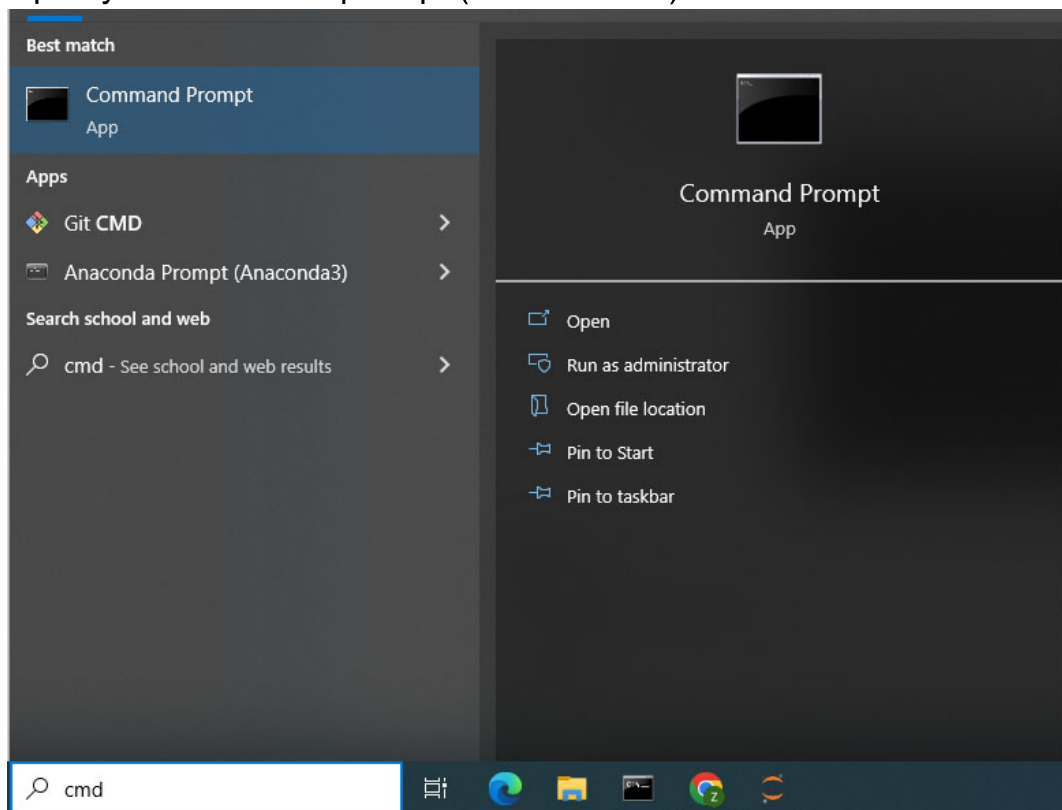 Best match
Command Prompt
App
Apps
Git CMD
Anaconda Prompt (Anaconda3)
Search school and web
cmd - See school and web results
Command Prompt
App
Open
Run as administrator
Open file location
Pin to Start
Pin to taskbar
cmd